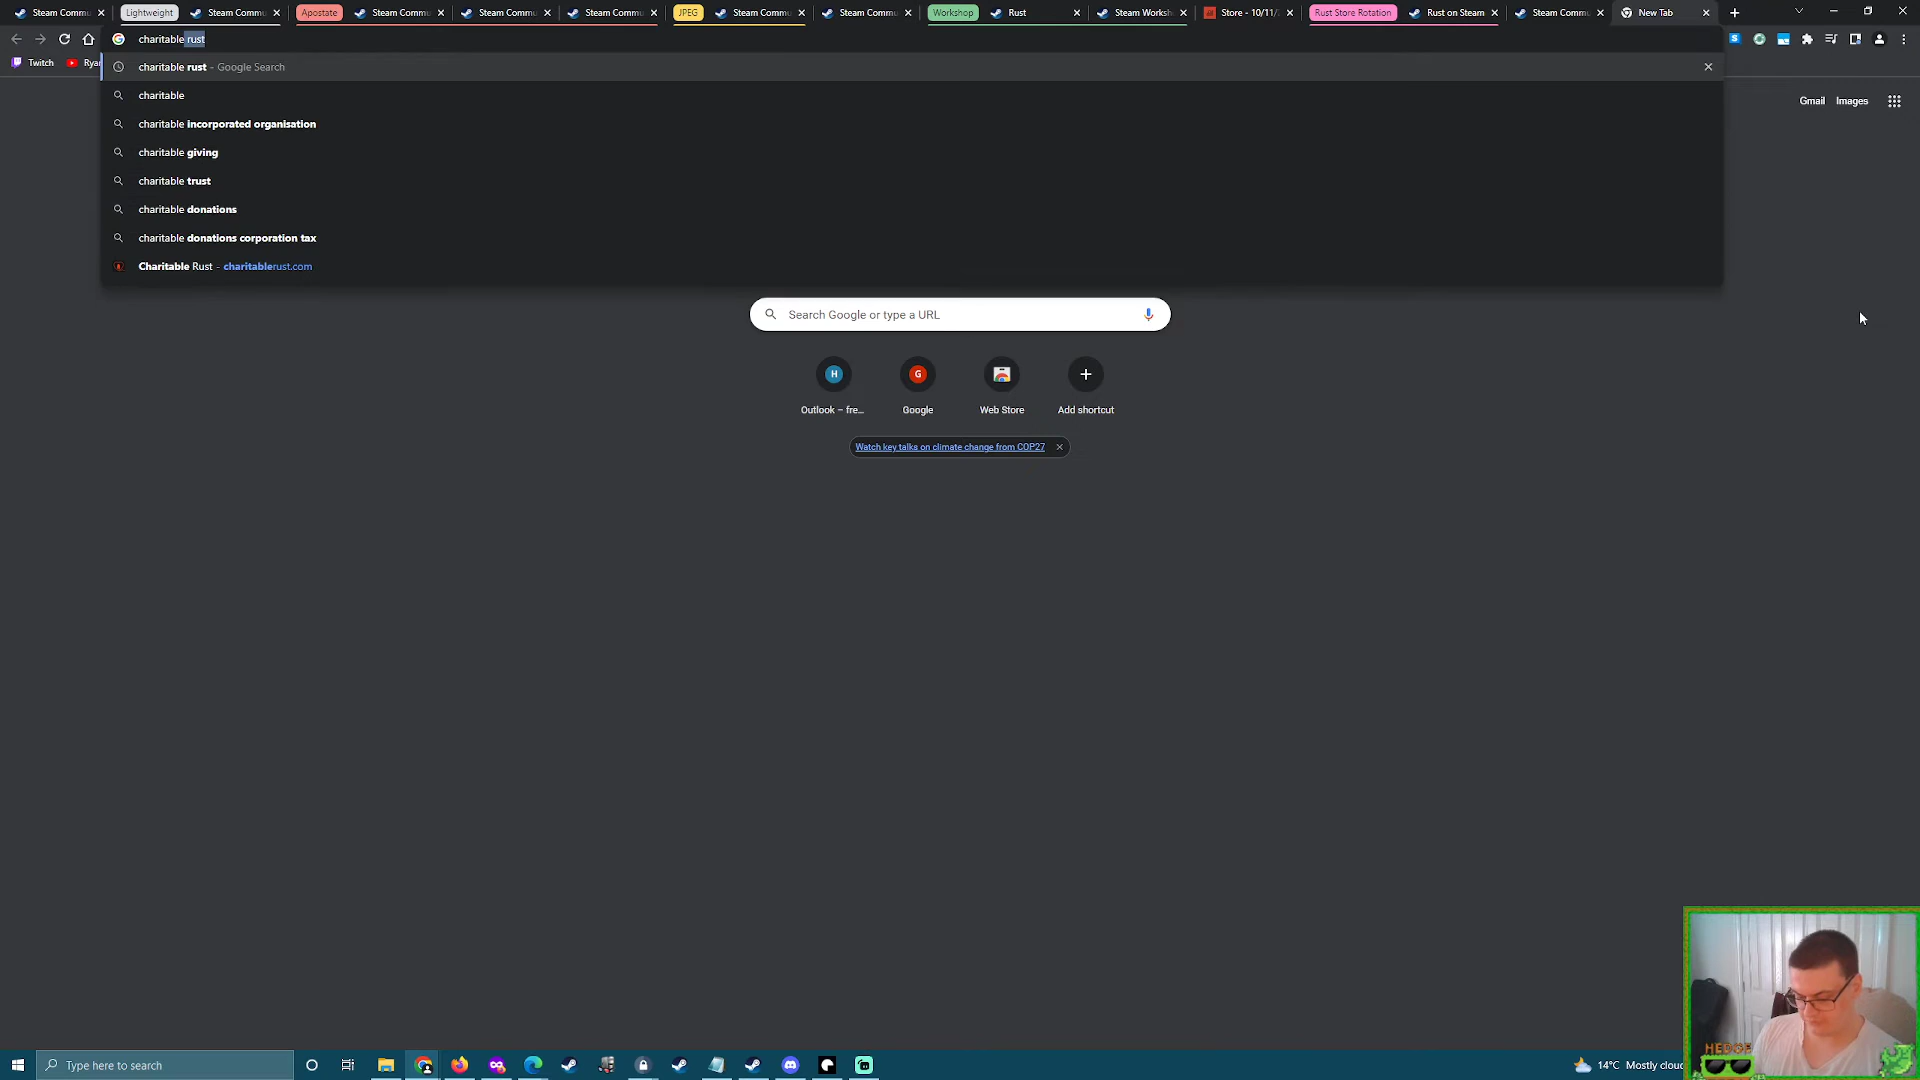 Steam Commu
Lightweight
Steam Commu
Apostate
Steam Commu
Steam Commu
Steam Commu
JPEG
Steam Commu
Steam Commu
Workshop
Rust
Steam Worksh
Store - 10/11/
Rust Store Rotation
Rust on Steam
Steam Commu
New Tab
charitable rust
Twitch
Rya
charitable rust - Google Search
charitable
charitable incorporated organisation
charitable giving
charitable trust
charitable donations
charitable donations corporation tax
Charitable Rust - charitablerust.com
Gmail Images
Search Google or type a URL
H
G
Outlook – fre...
Google
Web Store
Add shortcut
Watch key talks on climate change from COP27
HEDGE
Type here to search
14°C Mostly cloud